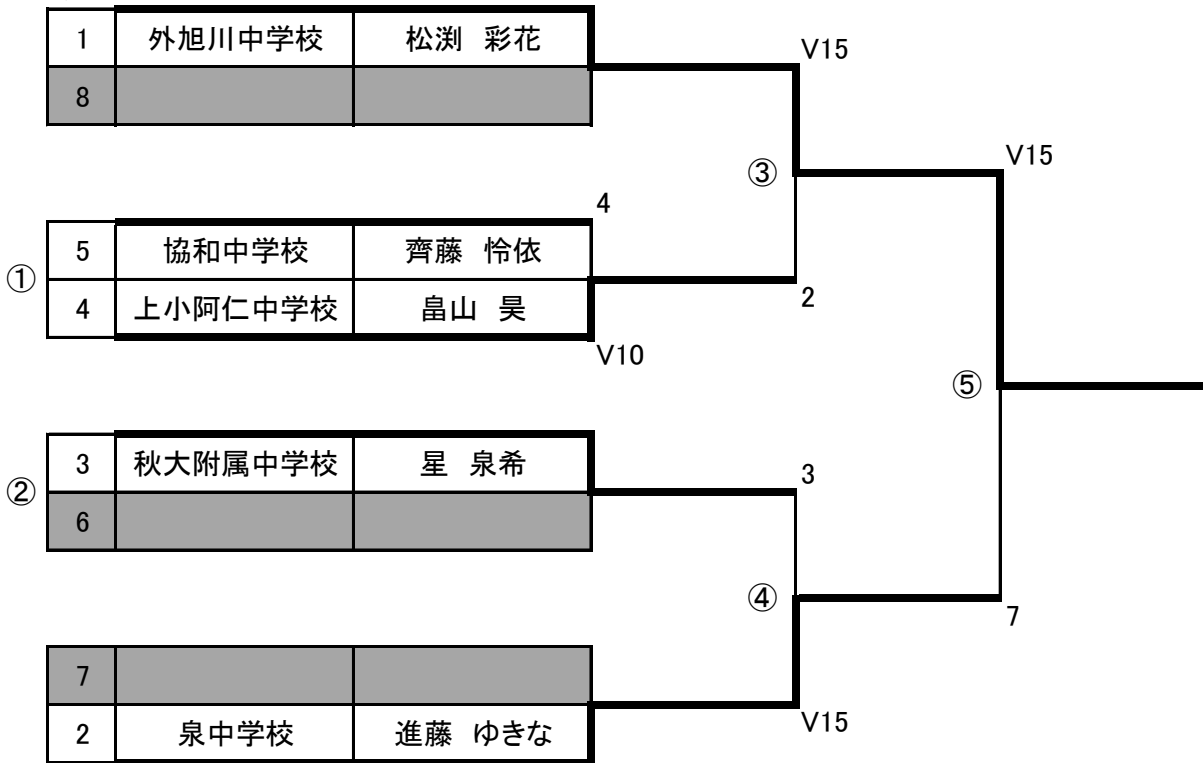 1 外旭川中学校 松渕 彩花
V15
8
③
V15
4
5 協和中学校 齊藤 怜依
①
4 上小阿仁中学校 畠山 昊
2
V10
⑤
3 秋大附属中学校 星 泉希
3
②
6
④
7
7
2 泉中学校 進藤 ゆきな
V15